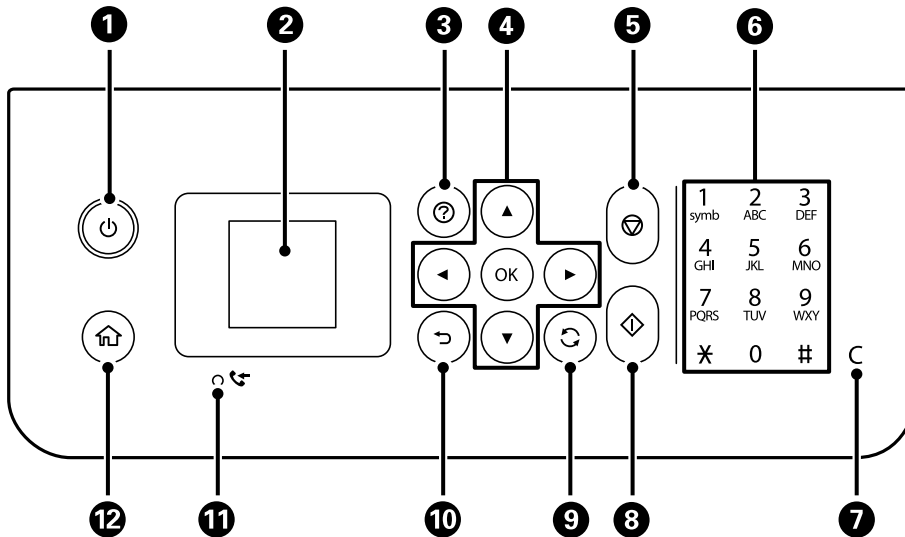 1 2 3 4 5 6
1 2 3
symb ABC DEF
OK
4 5 6
GHI JKL MNO
7 8 9
PQRS TUV WXY
* 0 #
C
12 11 10 9 8 7